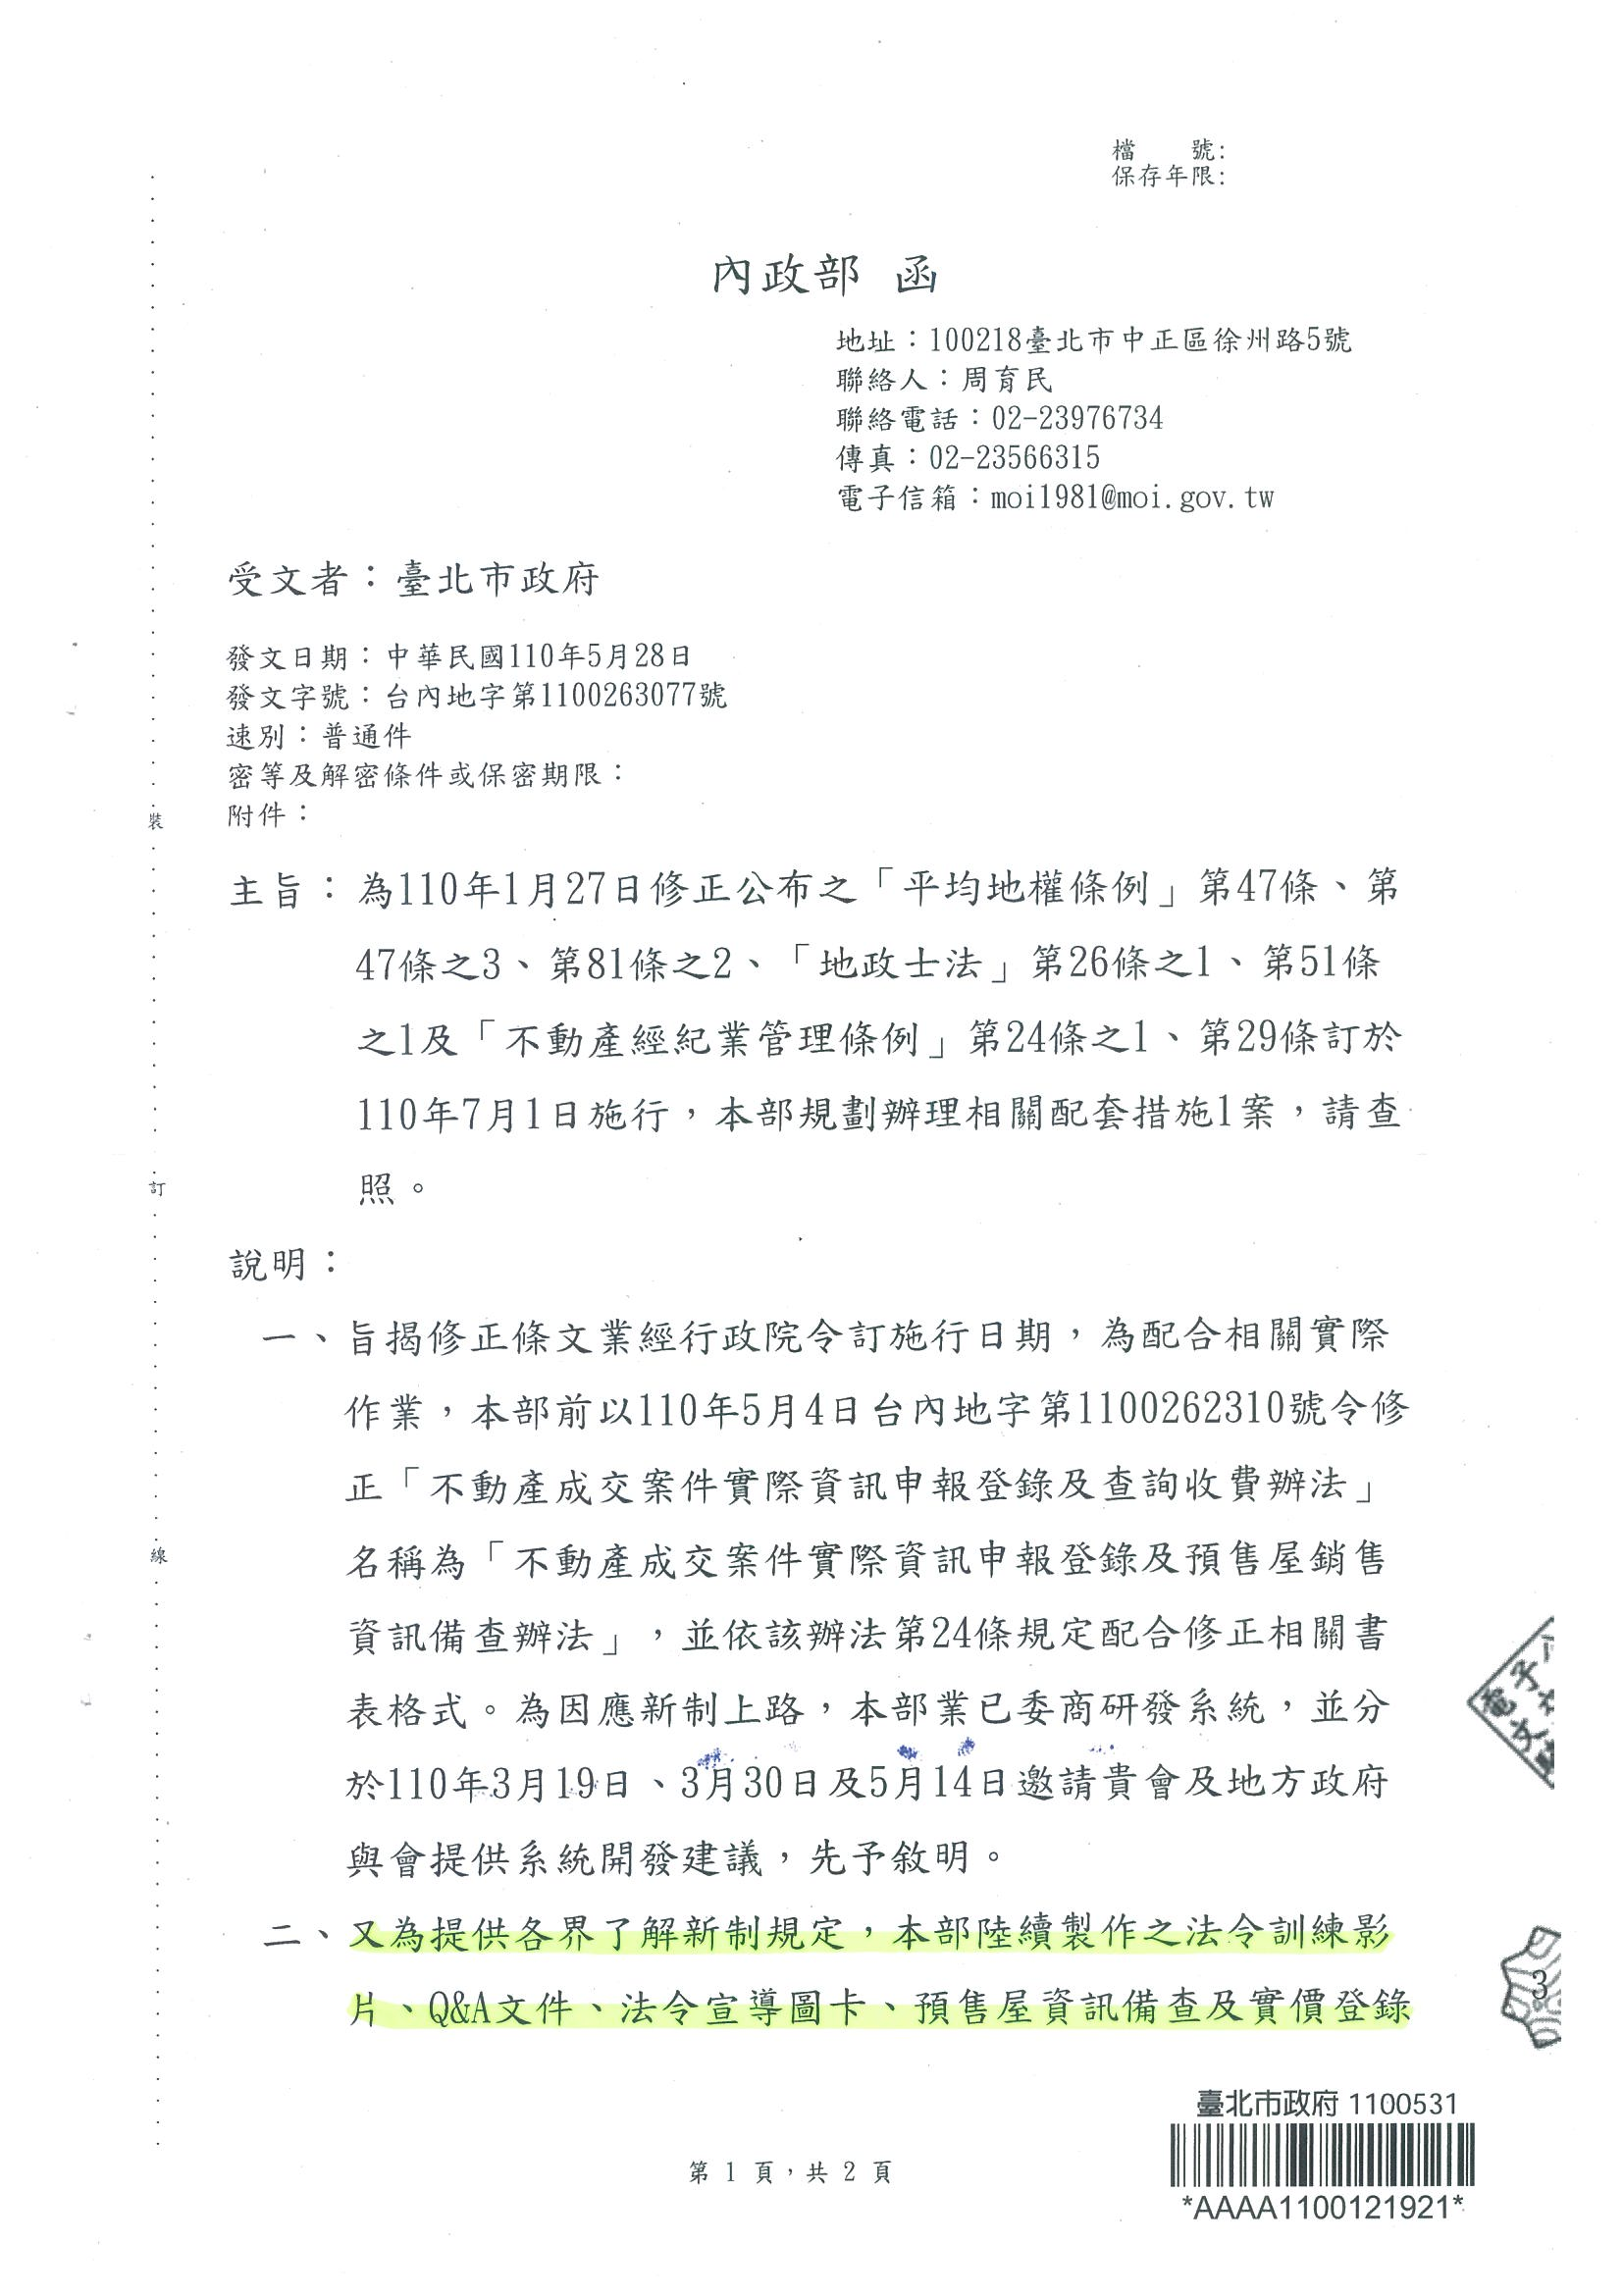 檔　　號:
保存年限:
內政部 函
地址：100218臺北市中正區徐州路5號
聯絡人：周育民
聯絡電話：02-23976734
傳真：02-23566315
電子信箱：moi1981@moi.gov.tw
受文者：臺北市政府
發文日期：中華民國110年5月28日
發文字號：台內地字第1100263077號
速別：普通件
密等及解密條件或保密期限：
附件：
裝
主旨：為110年1月27日修正公布之「平均地權條例」第47條、第
47條之3、第81條之2、「地政士法」第26條之1、第51條
之1及「不動產經紀業管理條例」第24條之1、第29條訂於
110年7月1日施行，本部規劃辦理相關配套措施1案，請查
照。
訂
說明：
一、旨揭修正條文業經行政院令訂施行日期，為配合相關實際
作業，本部前以110年5月4日台內地字第1100262310號令修
正「不動產成交案件實際資訊申報登錄及查詢收費辦法」
線
名稱為「不動產成交案件實際資訊申報登錄及預售屋銷售
資訊備查辦法」，並依該辦法第24條規定配合修正相關書
表格式。為因應新制上路，本部業已委商研發系統，並分
於110年3月19日、3月30日及5月14日邀請貴會及地方政府
與會提供系統開發建議，先予敘明。
二、又為提供各界了解新制規定，本部陸續製作之法令訓練影
片、Q&A文件、法令宣導圖卡、預售屋資訊備查及實價登錄
電子
文
3
臺北市政府 1100531
*AAAA1100121921*
第 1 頁，共 2 頁